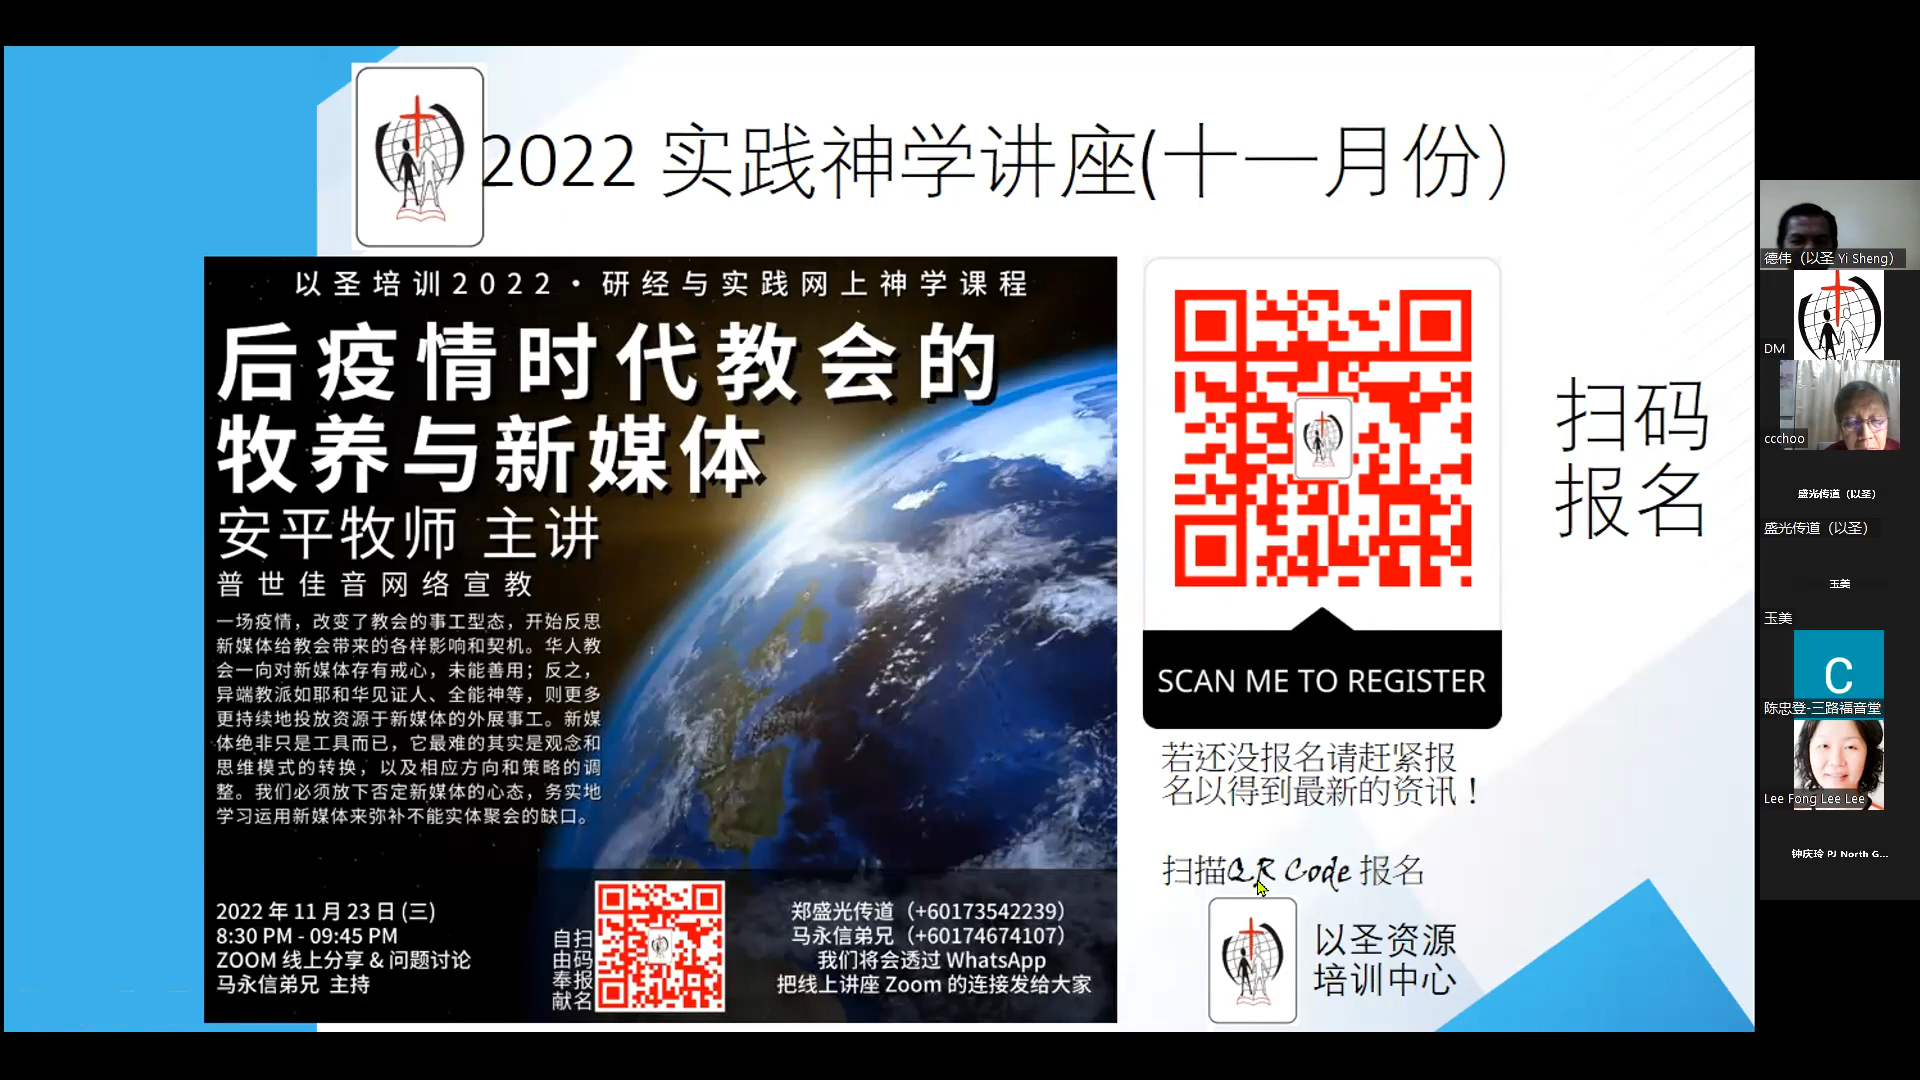 2022 实践神学讲座(十一月份)
以圣培训2022·研经与实践网上神学课程
后疫情时代教会的
牧养与新媒体
安平牧师 主讲
普世佳音网络宣教
一场疫情，改变了教会的事工型态，开始反思
新媒体给教会带来的各样影响和契机。华人教
会一向对新媒体存有戒心，未能善用；反之，
异端教派如耶和华见证人、全能神等，则更多
更持续地投放资源于新媒体的外展事工。新媒
体绝非只是工具而已，它最难的其实是观念和
思维模式的转换，以及相应方向和策略的调
整。我们必须放下否定新媒体的心态，务实地
学习运用新媒体来弥补不能实体聚会的缺口。
2022 年 11 月 23 日 (三)
8:30 PM - 09:45 PM
ZOOM 线上分享 & 问题讨论
马永信弟兄 主持
扫码报名
自由奉献
郑盛光传道（+60173542239）
马永信弟兄（+60174674107）
我们将会透过 WhatsApp
把线上讲座 Zoom 的连接发给大家
SCAN ME TO REGISTER
扫码
报名
若还没报名请赶紧报
名以得到最新的资讯！
扫描QR Code 报名
以圣资源
培训中心
德伟（以圣 Yi Sheng）
DM
ccchoo
盛光传道（以圣）
盛光传道（以圣）
玉美
玉美
C
陈忠登-三路福音堂
Lee Fong Lee Lee
钟庆玲 PJ North G...